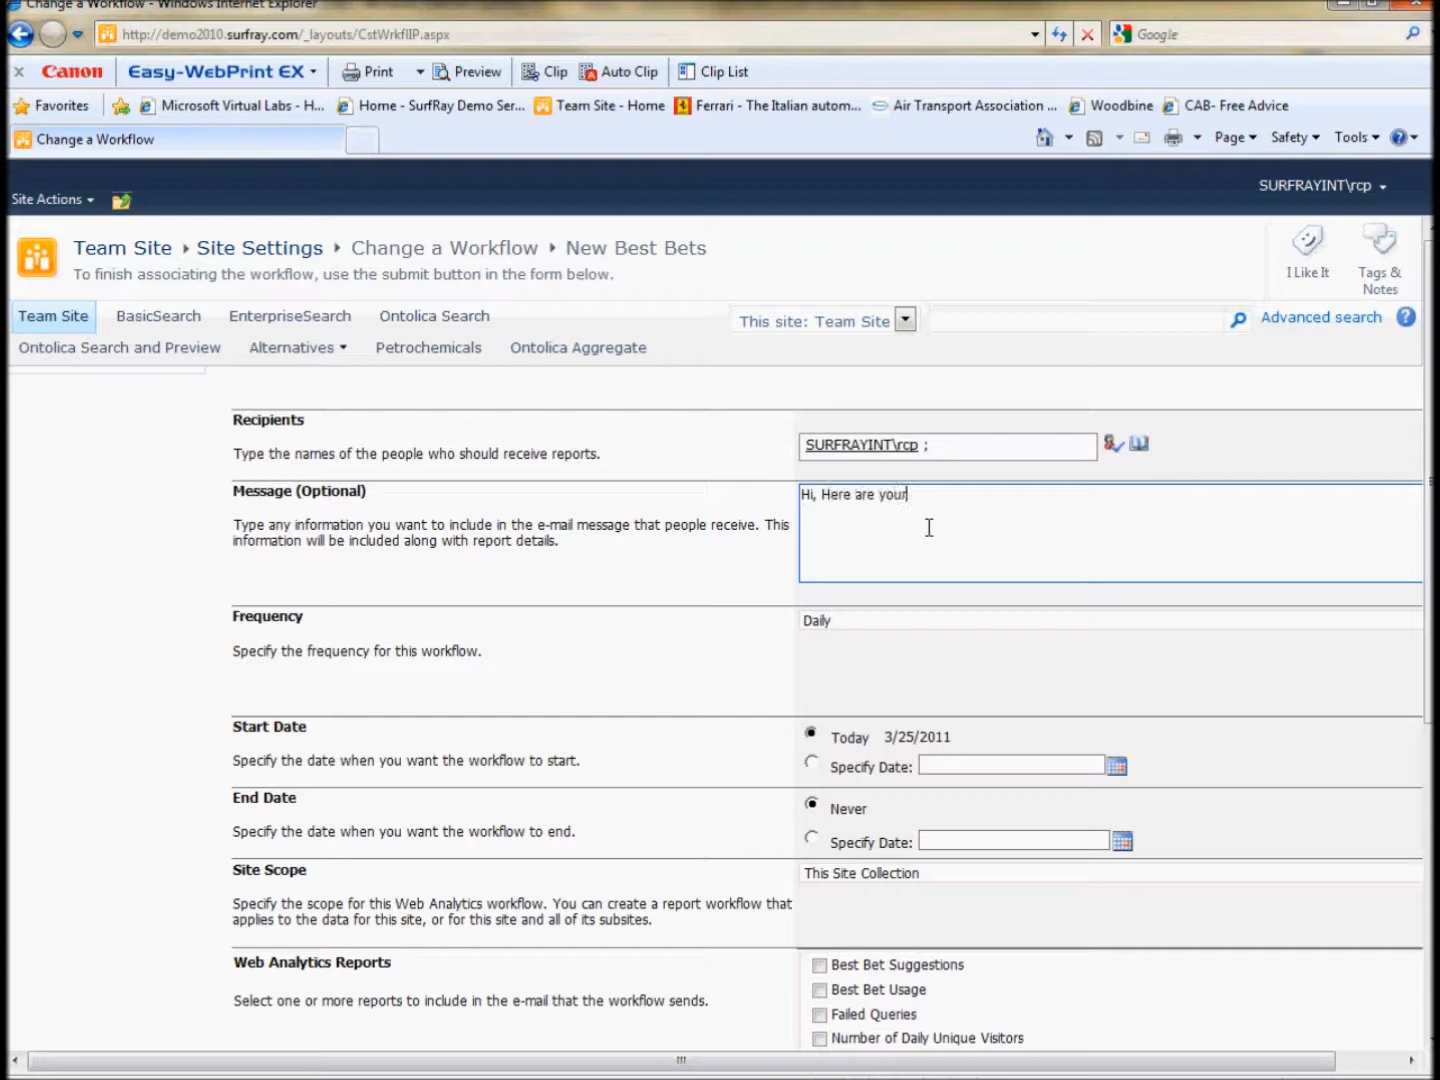 Change a Workflow - Windows Internet Explorer
http://demo2010.surfray.com/_layouts/CstWrkflIP.aspx
Google
x Canon Easy-WebPrint EX Print Preview Clip Auto Clip Clip List
Favorites Microsoft Virtual Labs - H... Home - SurfRay Demo Ser... Team Site - Home Ferrari - The Italian autom... Air Transport Association ... Woodbine CAB- Free Advice
Change a Workflow
Page Safety Tools
Site Actions
SURFRAYINT\rcp
Team Site Site Settings Change a Workflow New Best Bets
To finish associating the workflow, use the submit button in the form below.
I Like It
Tags &
Notes
Team Site BasicSearch EnterpriseSearch Ontolica Search
This site: Team Site
Advanced search
Ontolica Search and Preview Alternatives Petrochemicals Ontolica Aggregate
Recipients
Type the names of the people who should receive reports.
SURFRAYINT\rcp ;
Message (Optional)
Type any information you want to include in the e-mail message that people receive. This
information will be included along with report details.
Hi, Here are your
Frequency
Specify the frequency for this workflow.
Daily
Start Date
Specify the date when you want the workflow to start.
Today 3/25/2011
Specify Date:
End Date
Specify the date when you want the workflow to end.
Never
Specify Date:
Site Scope
Specify the scope for this Web Analytics workflow. You can create a report workflow that
applies to the data for this site, or for this site and all of its subsites.
This Site Collection
Web Analytics Reports
Select one or more reports to include in the e-mail that the workflow sends.
Best Bet Suggestions
Best Bet Usage
Failed Queries
Number of Daily Unique Visitors